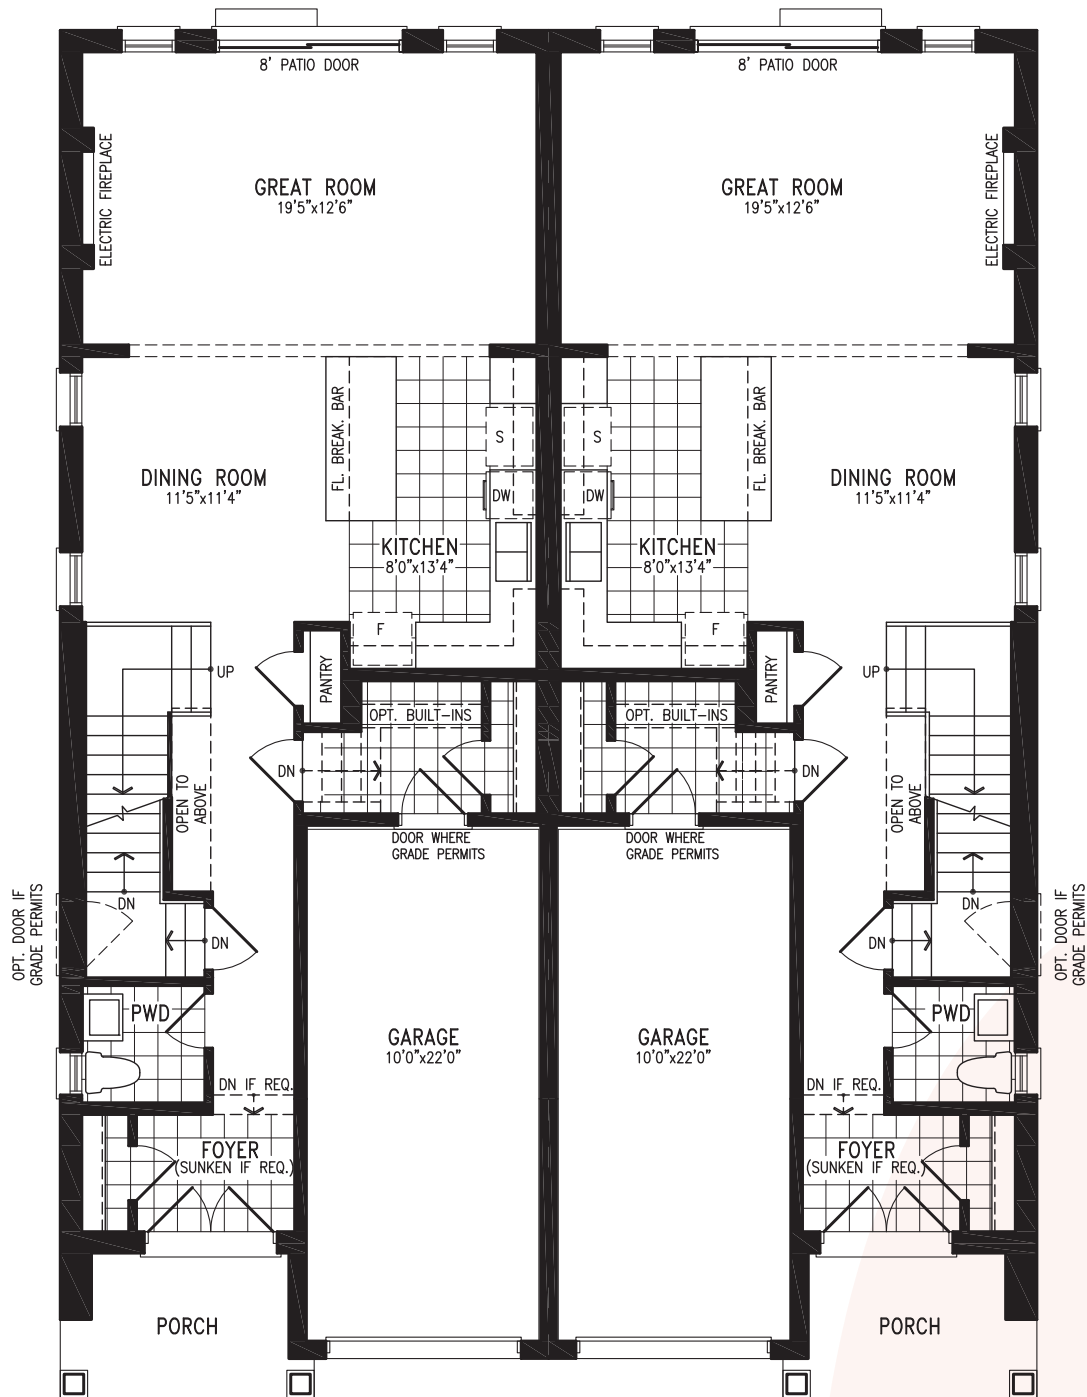 8' PATIO DOOR
8' PATIO DOOR
ELECTRIC FIREPLACE
GREAT ROOM
19'5"x12'6"
GREAT ROOM
19'5"x12'6"
ELECTRIC FIREPLACE
DINING ROOM
11'5"x11'4"
FL. BREAK. BAR
S
DW
KITCHEN
8'0"x13'4"
F
S
DW
KITCHEN
8'0"x13'4"
F
FL. BREAK. BAR
DINING ROOM
11'5"x11'4"
UP
PANTRY
OPT. BUILT-INS
OPT. BUILT-INS
PANTRY
UP
OPEN TO
ABOVE
DN
DN
OPEN TO
ABOVE
DOOR WHERE
GRADE PERMITS
DOOR WHERE
GRADE PERMITS
OPT. DOOR IF
GRADE PERMITS
DN
DN
DN
DN
OPT. DOOR IF
GRADE PERMITS
PWD
GARAGE
10'0"x22'0"
GARAGE
10'0"x22'0"
PWD
DN IF REQ.
DN IF REQ.
FOYER
(SUNKEN IF REQ.)
FOYER
(SUNKEN IF REQ.)
PORCH
PORCH